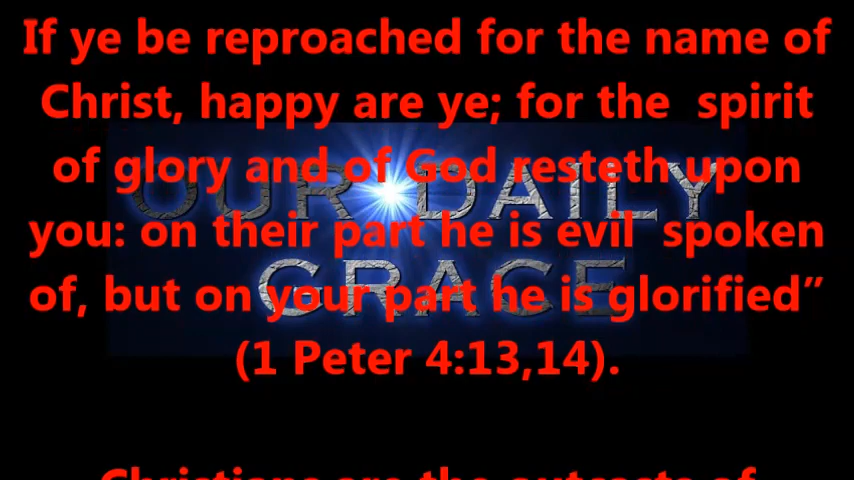 If ye be reproached for the name of
Christ, happy are ye; for the spirit
of glory and of God resteth upon
you: on their part he is evil spoken
of, but on your part he is glorified”
(1 Peter 4:13,14).
Christians are the outcasts of
OUR DAILY
GRACE